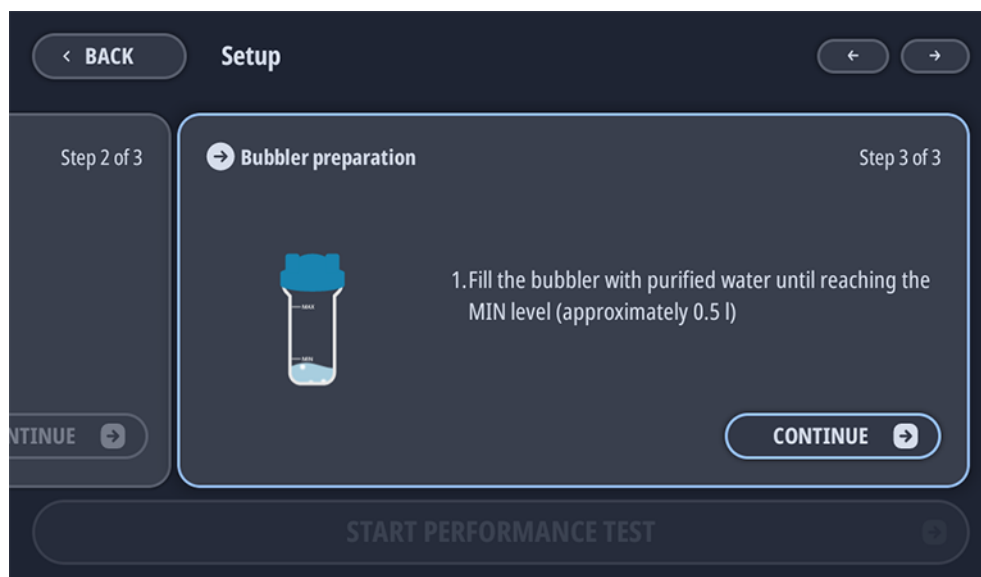 BACK
Setup
Step 2 of 3
Bubbler preparation
Step 3 of 3
MAX
MIN
1.Fill the bubbler with purified water until reaching the
MIN level (approximately 0.5 l)
NTINUE
CONTINUE
START PERFORMANCE TEST